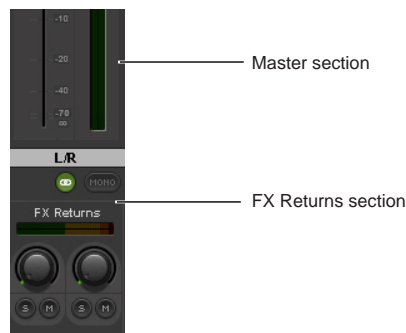 -10
-20
-40
-70
∞
Master section
L/R
MONO
FX Returns section
FX Returns
S M S M